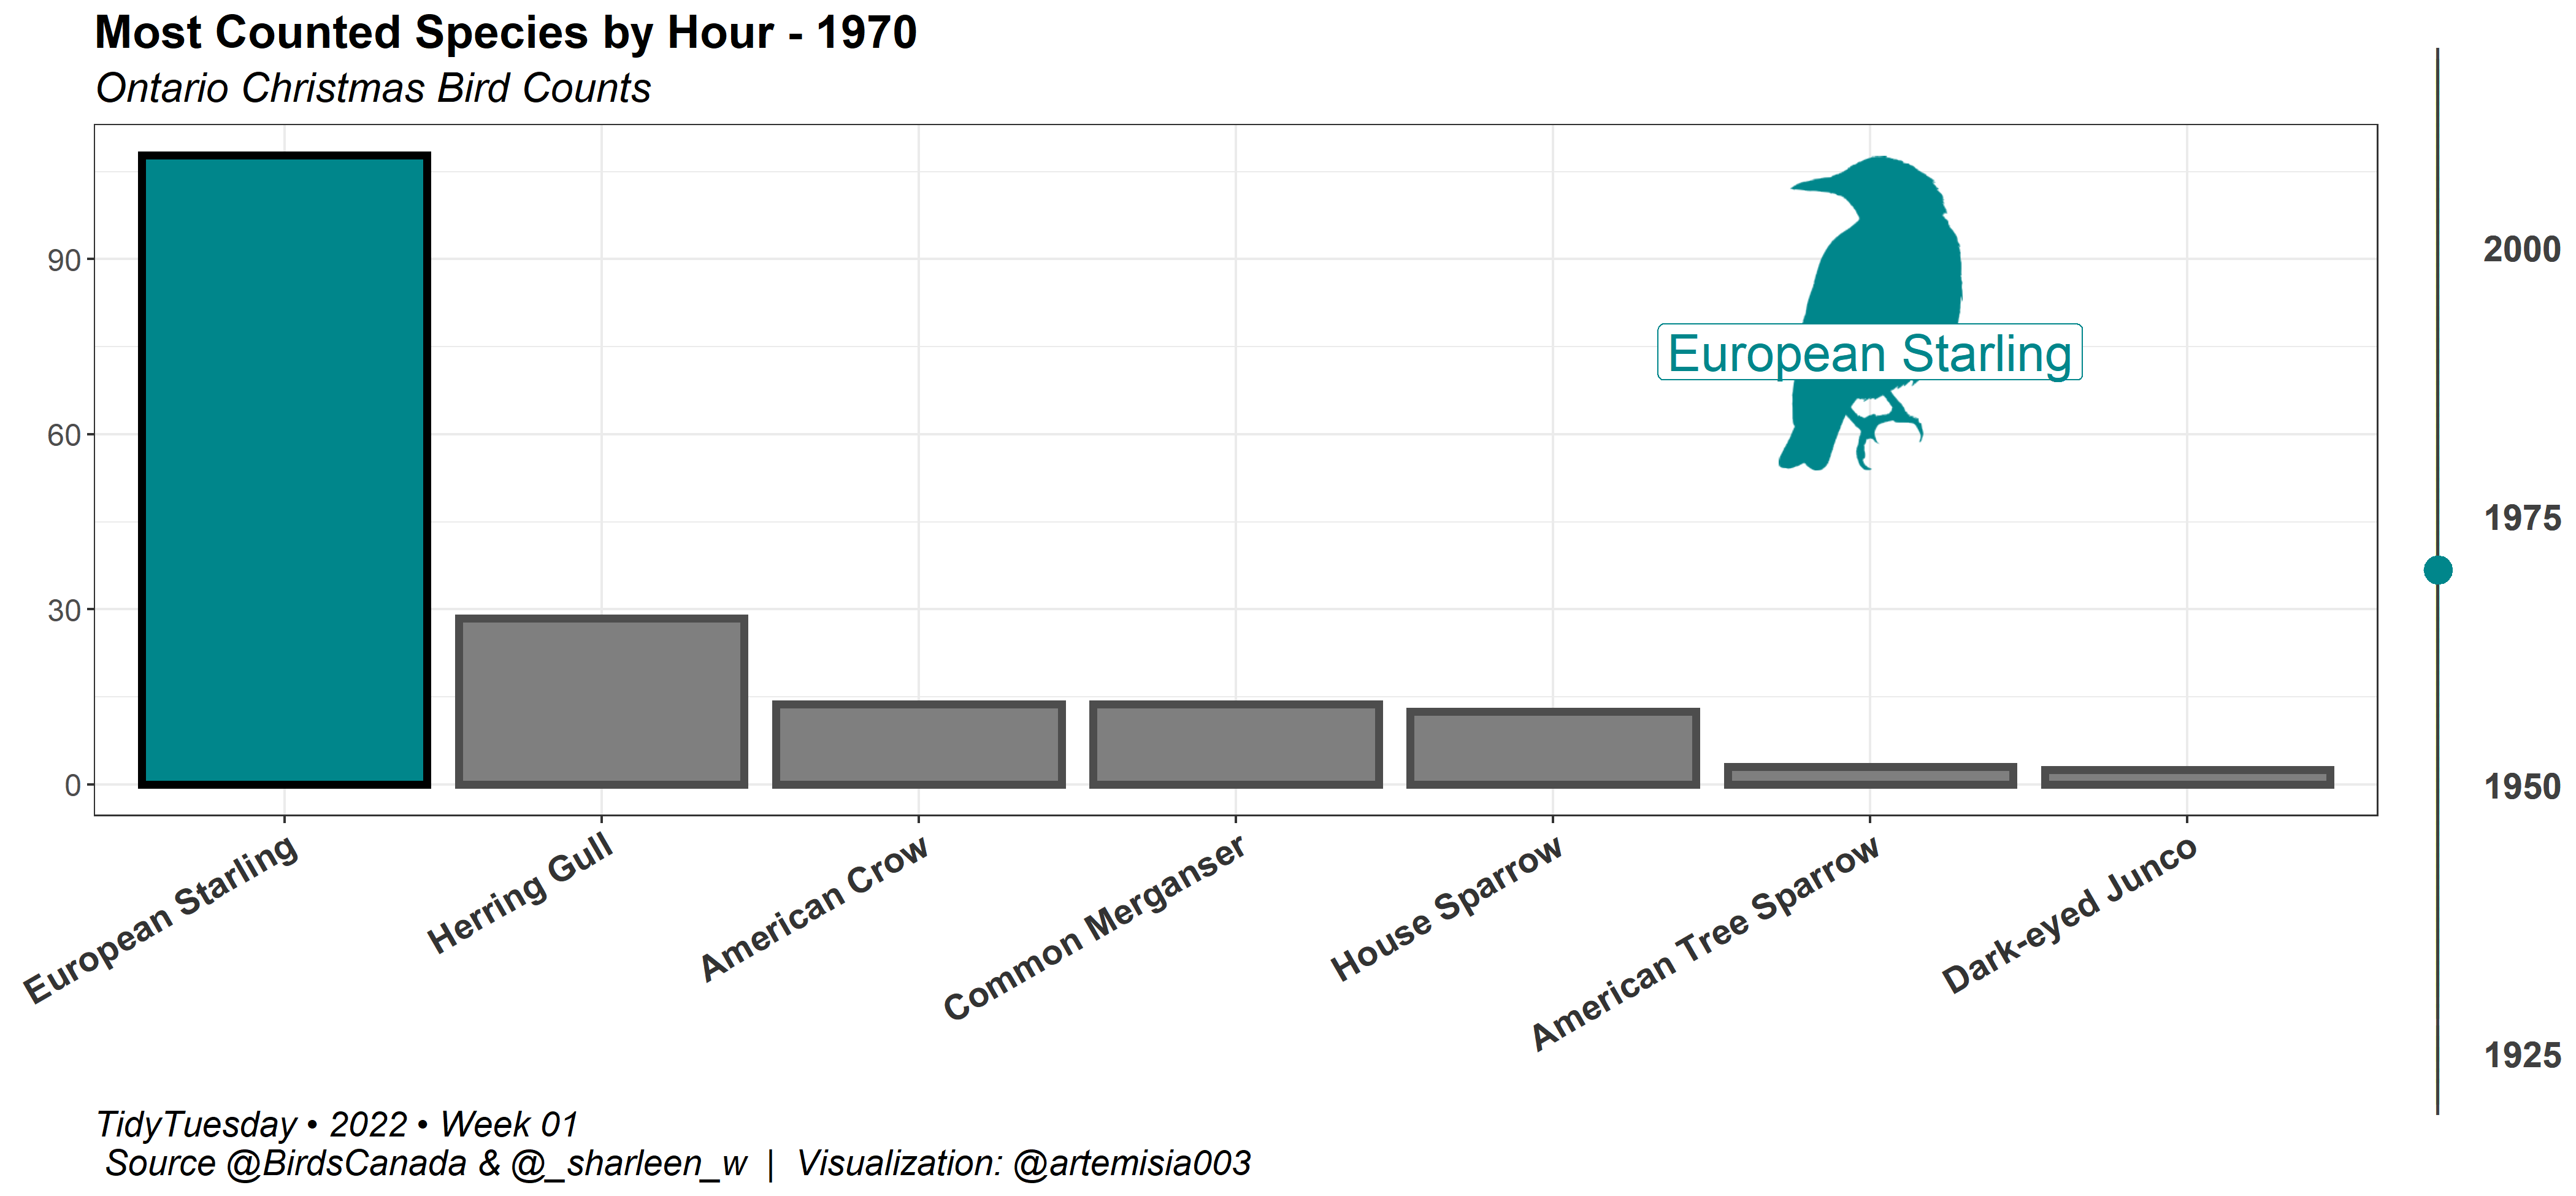 Most Counted Species by Hour - 1970
Ontario Christmas Bird Counts
90
60
30
0
European Starling
2000
1975
1950
1925
European Starling
Herring Gull
American Crow
Common Merganser
House Sparrow
American Tree Sparrow
Dark-eyed Junco
TidyTuesday • 2022 • Week 01
Source @BirdsCanada & @_sharleen_w | Visualization: @artemisia003